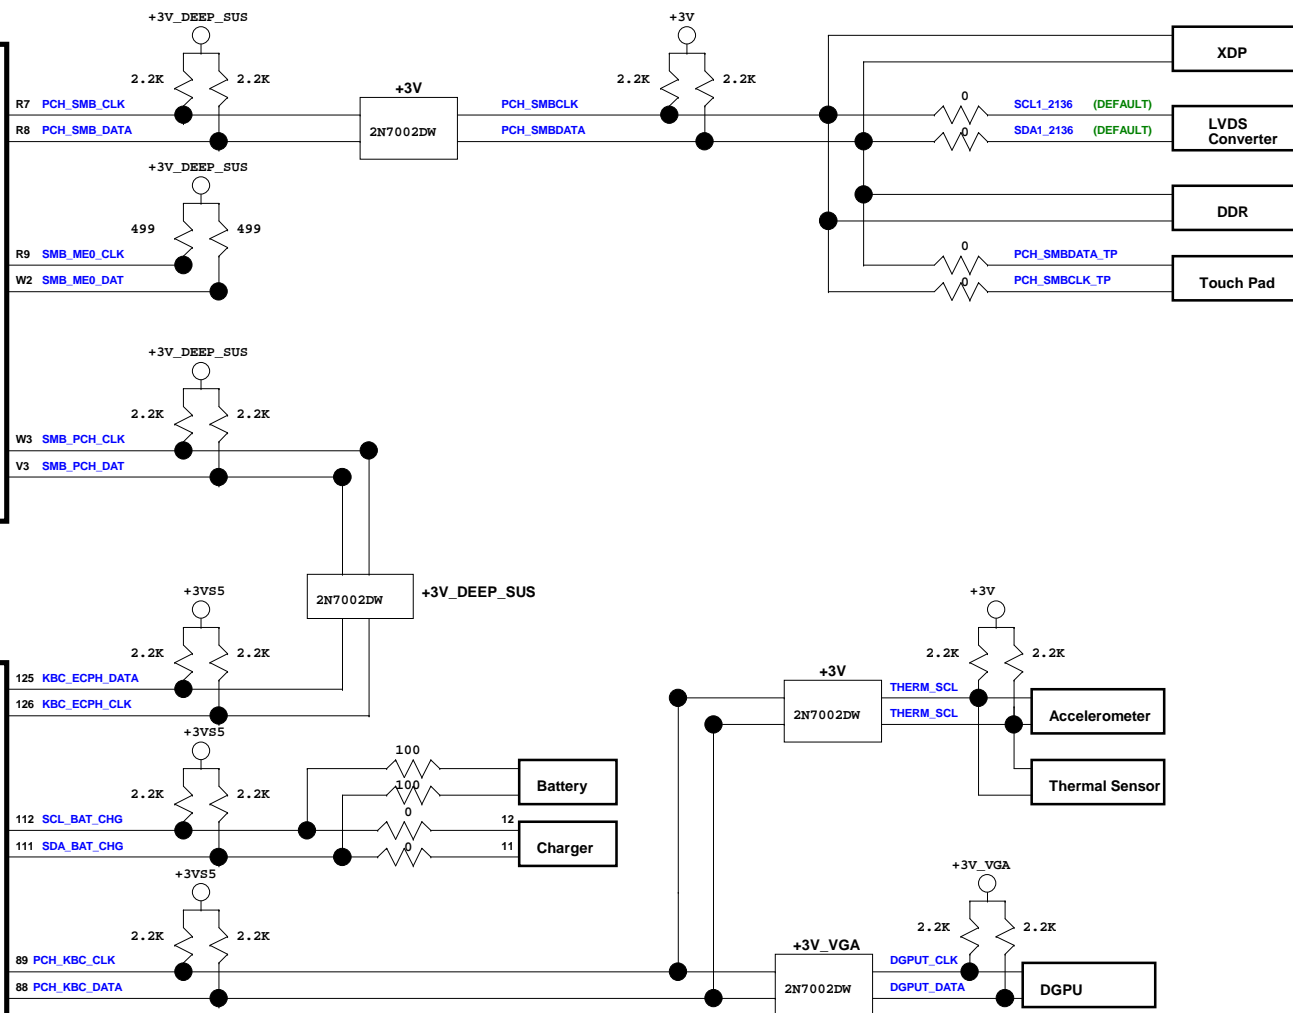 +3V_DEEP_SUS
+3V
2.2K 2.2K
+3V
2.2K 2.2K
XDP
R7 PCH_SMB_CLK
2N7002DW
PCH_SMBCLK
0 SCL1_2136 (DEFAULT)
LVDS
Converter
R8 PCH_SMB_DATA
PCH_SMBDATA
0 SDA1_2136 (DEFAULT)
+3V_DEEP_SUS
499 499
DDR
R9 SMB_ME0_CLK
0 PCH_SMBDATA_TP
W2 SMB_ME0_DAT
0 PCH_SMBCLK_TP
Touch Pad
+3V_DEEP_SUS
2.2K 2.2K
W3 SMB_PCH_CLK
V3 SMB_PCH_DAT
2N7002DW
+3V_DEEP_SUS
+3VS5
2.2K 2.2K
125 KBC_ECPH_DATA
126 KBC_ECPH_CLK
+3V
2.2K 2.2K
+3V
2N7002DW
THERM_SCL
THERM_SCL
Accelerometer
Thermal Sensor
+3VS5
2.2K 2.2K
100
100
Battery
112 SCL_BAT_CHG
0 12
111 SDA_BAT_CHG
0 11
Charger
+3VS5
2.2K 2.2K
+3V_VGA
2.2K 2.2K
89 PCH_KBC_CLK
88 PCH_KBC_DATA
+3V_VGA
2N7002DW
DGPUT_CLK
DGPUT_DATA
DGPU